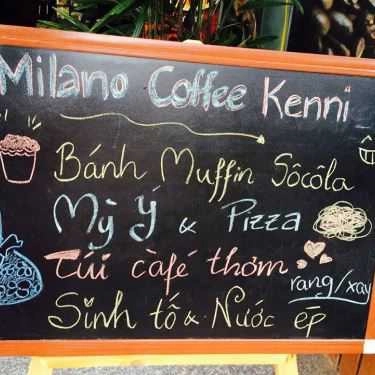 Milano Coffee Kenni
Bánh Muffin Sôcôla
Mỳ Ý & Pizza
Túi càfé thơm
rang/xay
Sinh tố & Nước ép